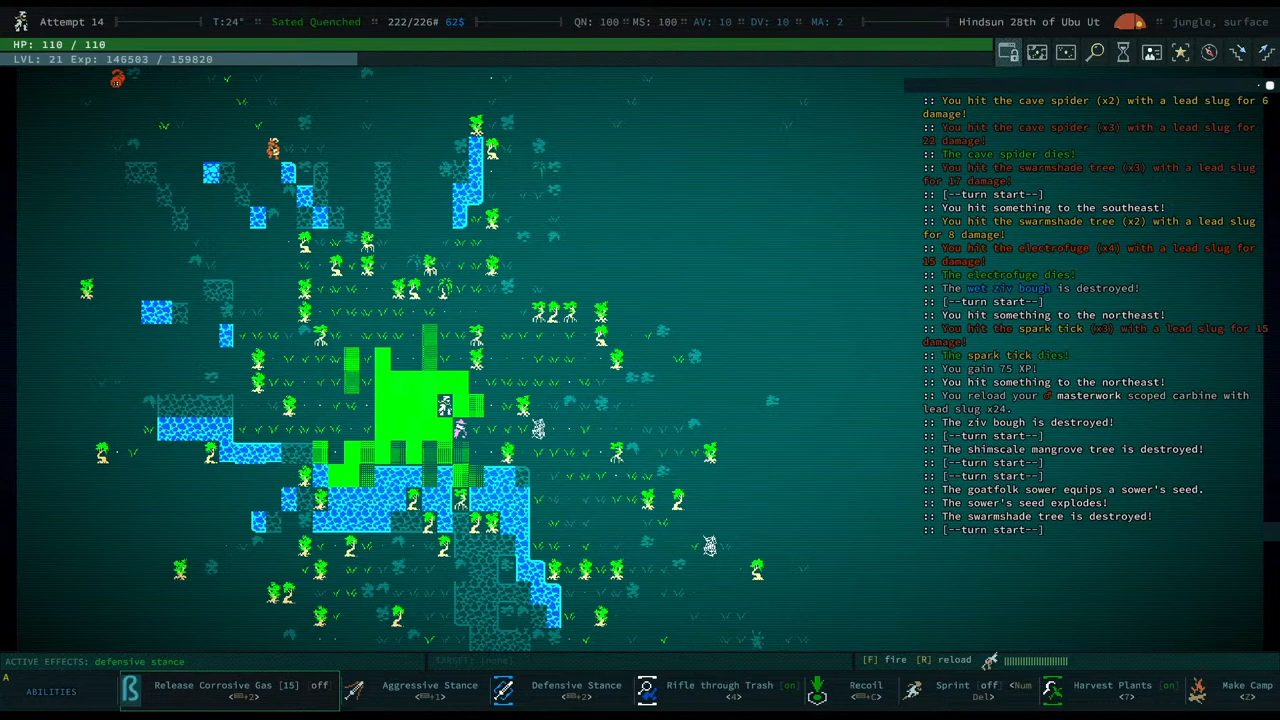 Attempt 14 T:24° :: Sated Quenched :: 222/226# 62$ QN: 100 :: MS: 100 :: AV: 10 :: DV: 10 :: MA: 2 Hindsun 28th of Ubu Ut :: jungle, surface
HP: 110 / 110
LVL: 21 Exp: 146503 / 159820
:: You hit the cave spider (x2) with a lead slug for 6
damage!
:: You hit the cave spider (x3) with a lead slug for
22 damage!
:: The cave spider dies!
:: You hit the swarmshade tree (x3) with a lead slug
for 17 damage!
:: [--turn start--]
:: You hit something to the southeast!
:: You hit the swarmshade tree (x2) with a lead slug
for 8 damage!
:: You hit the electrofuge (x4) with a lead slug for
15 damage!
:: The electrofuge dies!
:: The wet ziv bough is destroyed!
:: [--turn start--]
:: You hit something to the northeast!
:: You hit the spark tick (x3) with a lead slug for 15
damage!
:: The spark tick dies!
:: You gain 75 XP!
:: You hit something to the northeast!
:: You reload your ♂ masterwork scoped carbine with
lead slug x24.
:: The ziv bough is destroyed!
:: [--turn start--]
:: The shimscale mangrove tree is destroyed!
:: [--turn start--]
:: [--turn start--]
:: The goatfolk sower equips a sower's seed.
:: The sower's seed explodes!
:: The swarmshade tree is destroyed!
:: [--turn start--]
ACTIVE EFFECTS: defensive stance TARGET: [none] [F] fire [R] reload
A
ABILITIES
Release Corrosive Gas [15] off
<⌨+2>
Aggressive Stance
<⌨+1>
Defensive Stance
<⌨+2>
Rifle through Trash [on]
<4>
Recoil
<⌨+C>
Sprint [off] <Num
Del>
Harvest Plants [on]
<7>
Make Camp
<Z>